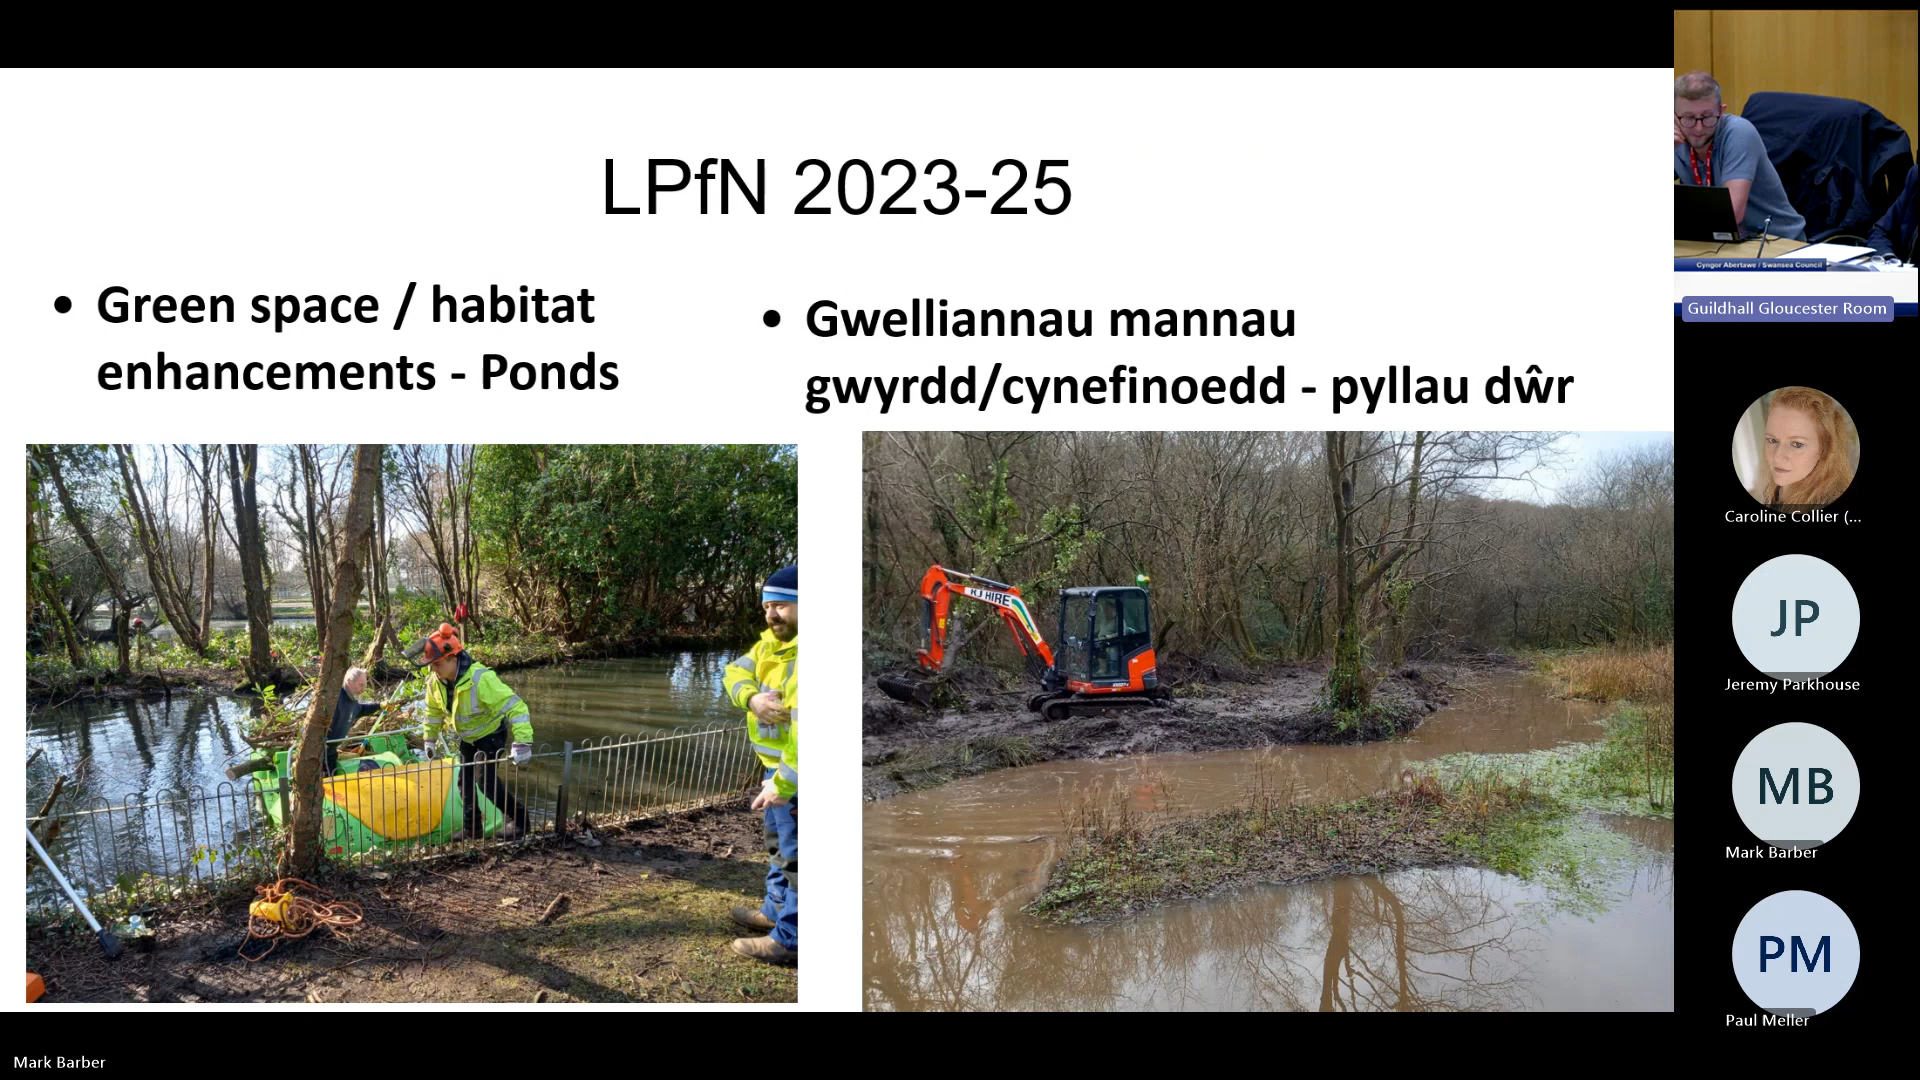 LPfN 2023-25
• Green space / habitat
enhancements - Ponds
• Gwelliannau mannau
gwyrdd/cynefinoedd - pyllau dŵr
KJ HIRE
Cyngor Abertawe / Swansea Council
Guildhall Gloucester Room
Caroline Collier (...
JP
Jeremy Parkhouse
MB
Mark Barber
PM
Paul Meller
Mark Barber